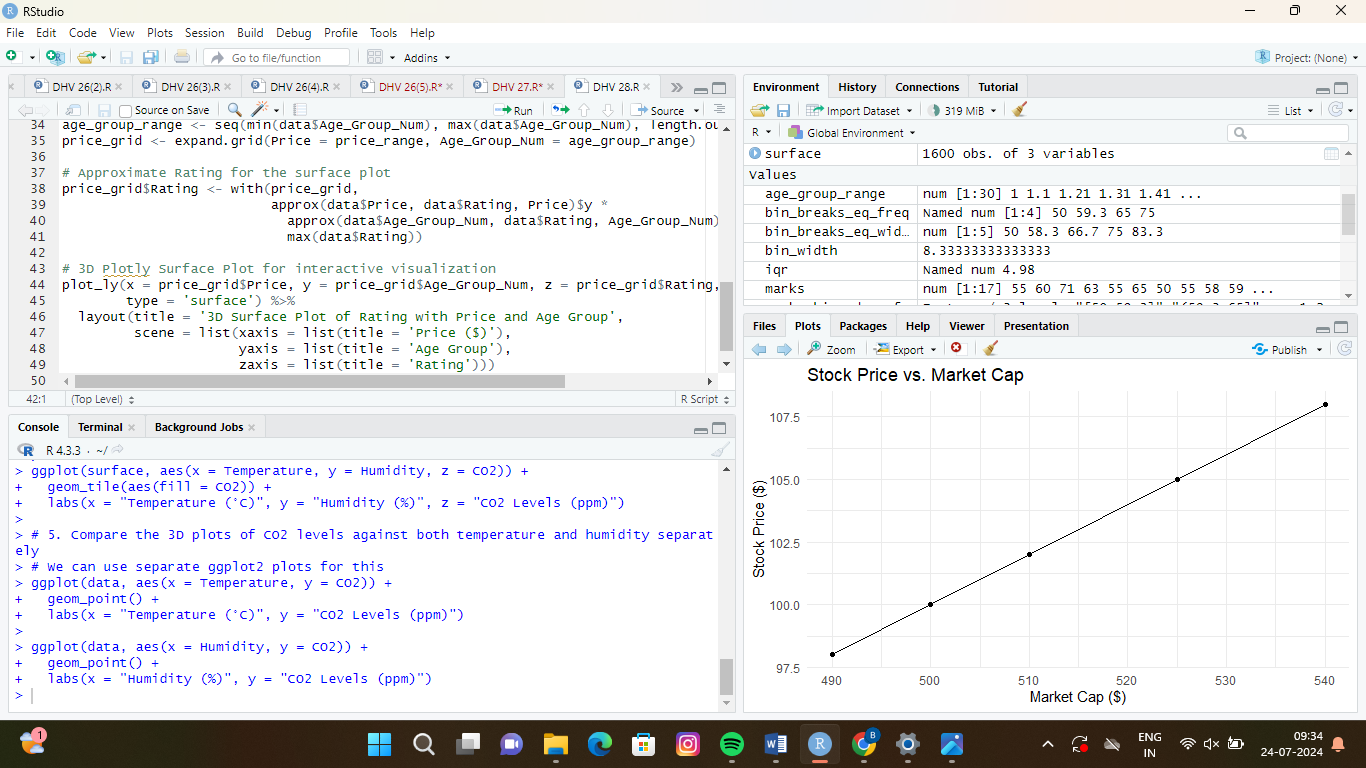 RStudio
File Edit Code View Plots Session Build Debug Profile Tools Help
Go to file/function Addins Project: (None)
DHV 26(2).R DHV 26(3).R DHV 26(4).R DHV 26(5).R* DHV 27.R* DHV 28.R
Source on Save Run Source
34 age_group_range <- seq(min(data$Age_Group_Num), max(data$Age_Group_Num), length.ou
35 price_grid <- expand.grid(Price = price_range, Age_Group_Num = age_group_range)
36
37 # Approximate Rating for the surface plot
38 price_grid$Rating <- with(price_grid,
39 approx(data$Price, data$Rating, Price)$y *
40 approx(data$Age_Group_Num, data$Rating, Age_Group_Num)
41 max(data$Rating))
42
43 # 3D Plotly Surface Plot for interactive visualization
44 plot_ly(x = price_grid$Price, y = price_grid$Age_Group_Num, z = price_grid$Rating,
45 type = 'surface') %>%
46 layout(title = '3D Surface Plot of Rating with Price and Age Group',
47 scene = list(xaxis = list(title = 'Price ($)'),
48 yaxis = list(title = 'Age Group'),
49 zaxis = list(title = 'Rating')))
50
42:1 (Top Level) R Script
Console Terminal Background Jobs
R 4.3.3 · ~/
> ggplot(surface, aes(x = Temperature, y = Humidity, z = CO2)) +
+ geom_tile(aes(fill = CO2)) +
+ labs(x = "Temperature (°C)", y = "Humidity (%)", z = "CO2 Levels (ppm)")
>
> # 5. Compare the 3D plots of CO2 levels against both temperature and humidity separat
ely
> # We can use separate ggplot2 plots for this
> ggplot(data, aes(x = Temperature, y = CO2)) +
+ geom_point() +
+ labs(x = "Temperature (°C)", y = "CO2 Levels (ppm)")
>
> ggplot(data, aes(x = Humidity, y = CO2)) +
+ geom_point() +
+ labs(x = "Humidity (%)", y = "CO2 Levels (ppm)")
>
Environment History Connections Tutorial
Import Dataset 319 MiB List
R Global Environment
surface 1600 obs. of 3 variables
Values
age_group_range num [1:30] 1 1.1 1.21 1.31 1.41 ...
bin_breaks_eq_freq Named num [1:4] 50 59.3 65 75
bin_breaks_eq_wid… num [1:5] 50 58.3 66.7 75 83.3
bin_width 8.33333333333333
iqr Named num 4.98
marks num [1:17] 55 60 71 63 55 65 50 55 58 59 ...
Files Plots Packages Help Viewer Presentation
Zoom Export Publish
Stock Price vs. Market Cap
Stock Price ($)
107.5
105.0
102.5
100.0
97.5
490 500 510 520 530 540
Market Cap ($)
1
B
ENG
IN
09:34
24-07-2024